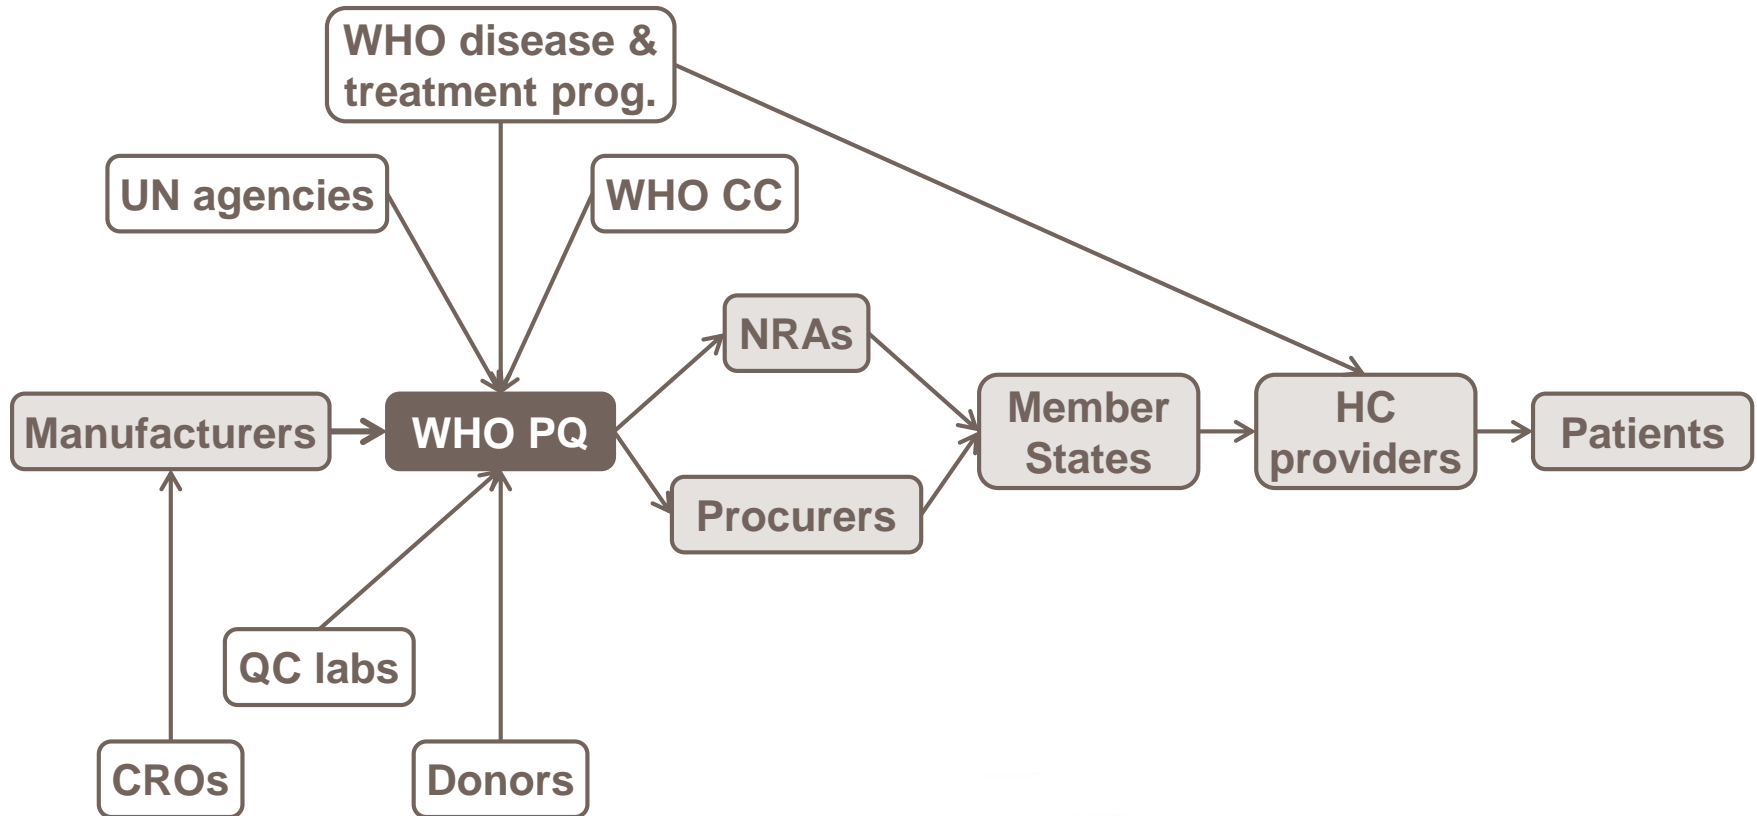 WHO disease &
treatment prog.
UN agencies
WHO CC
NRAs
Manufacturers
WHO PQ
Member
States
HC
providers
Patients
Procurers
QC labs
CROs
Donors